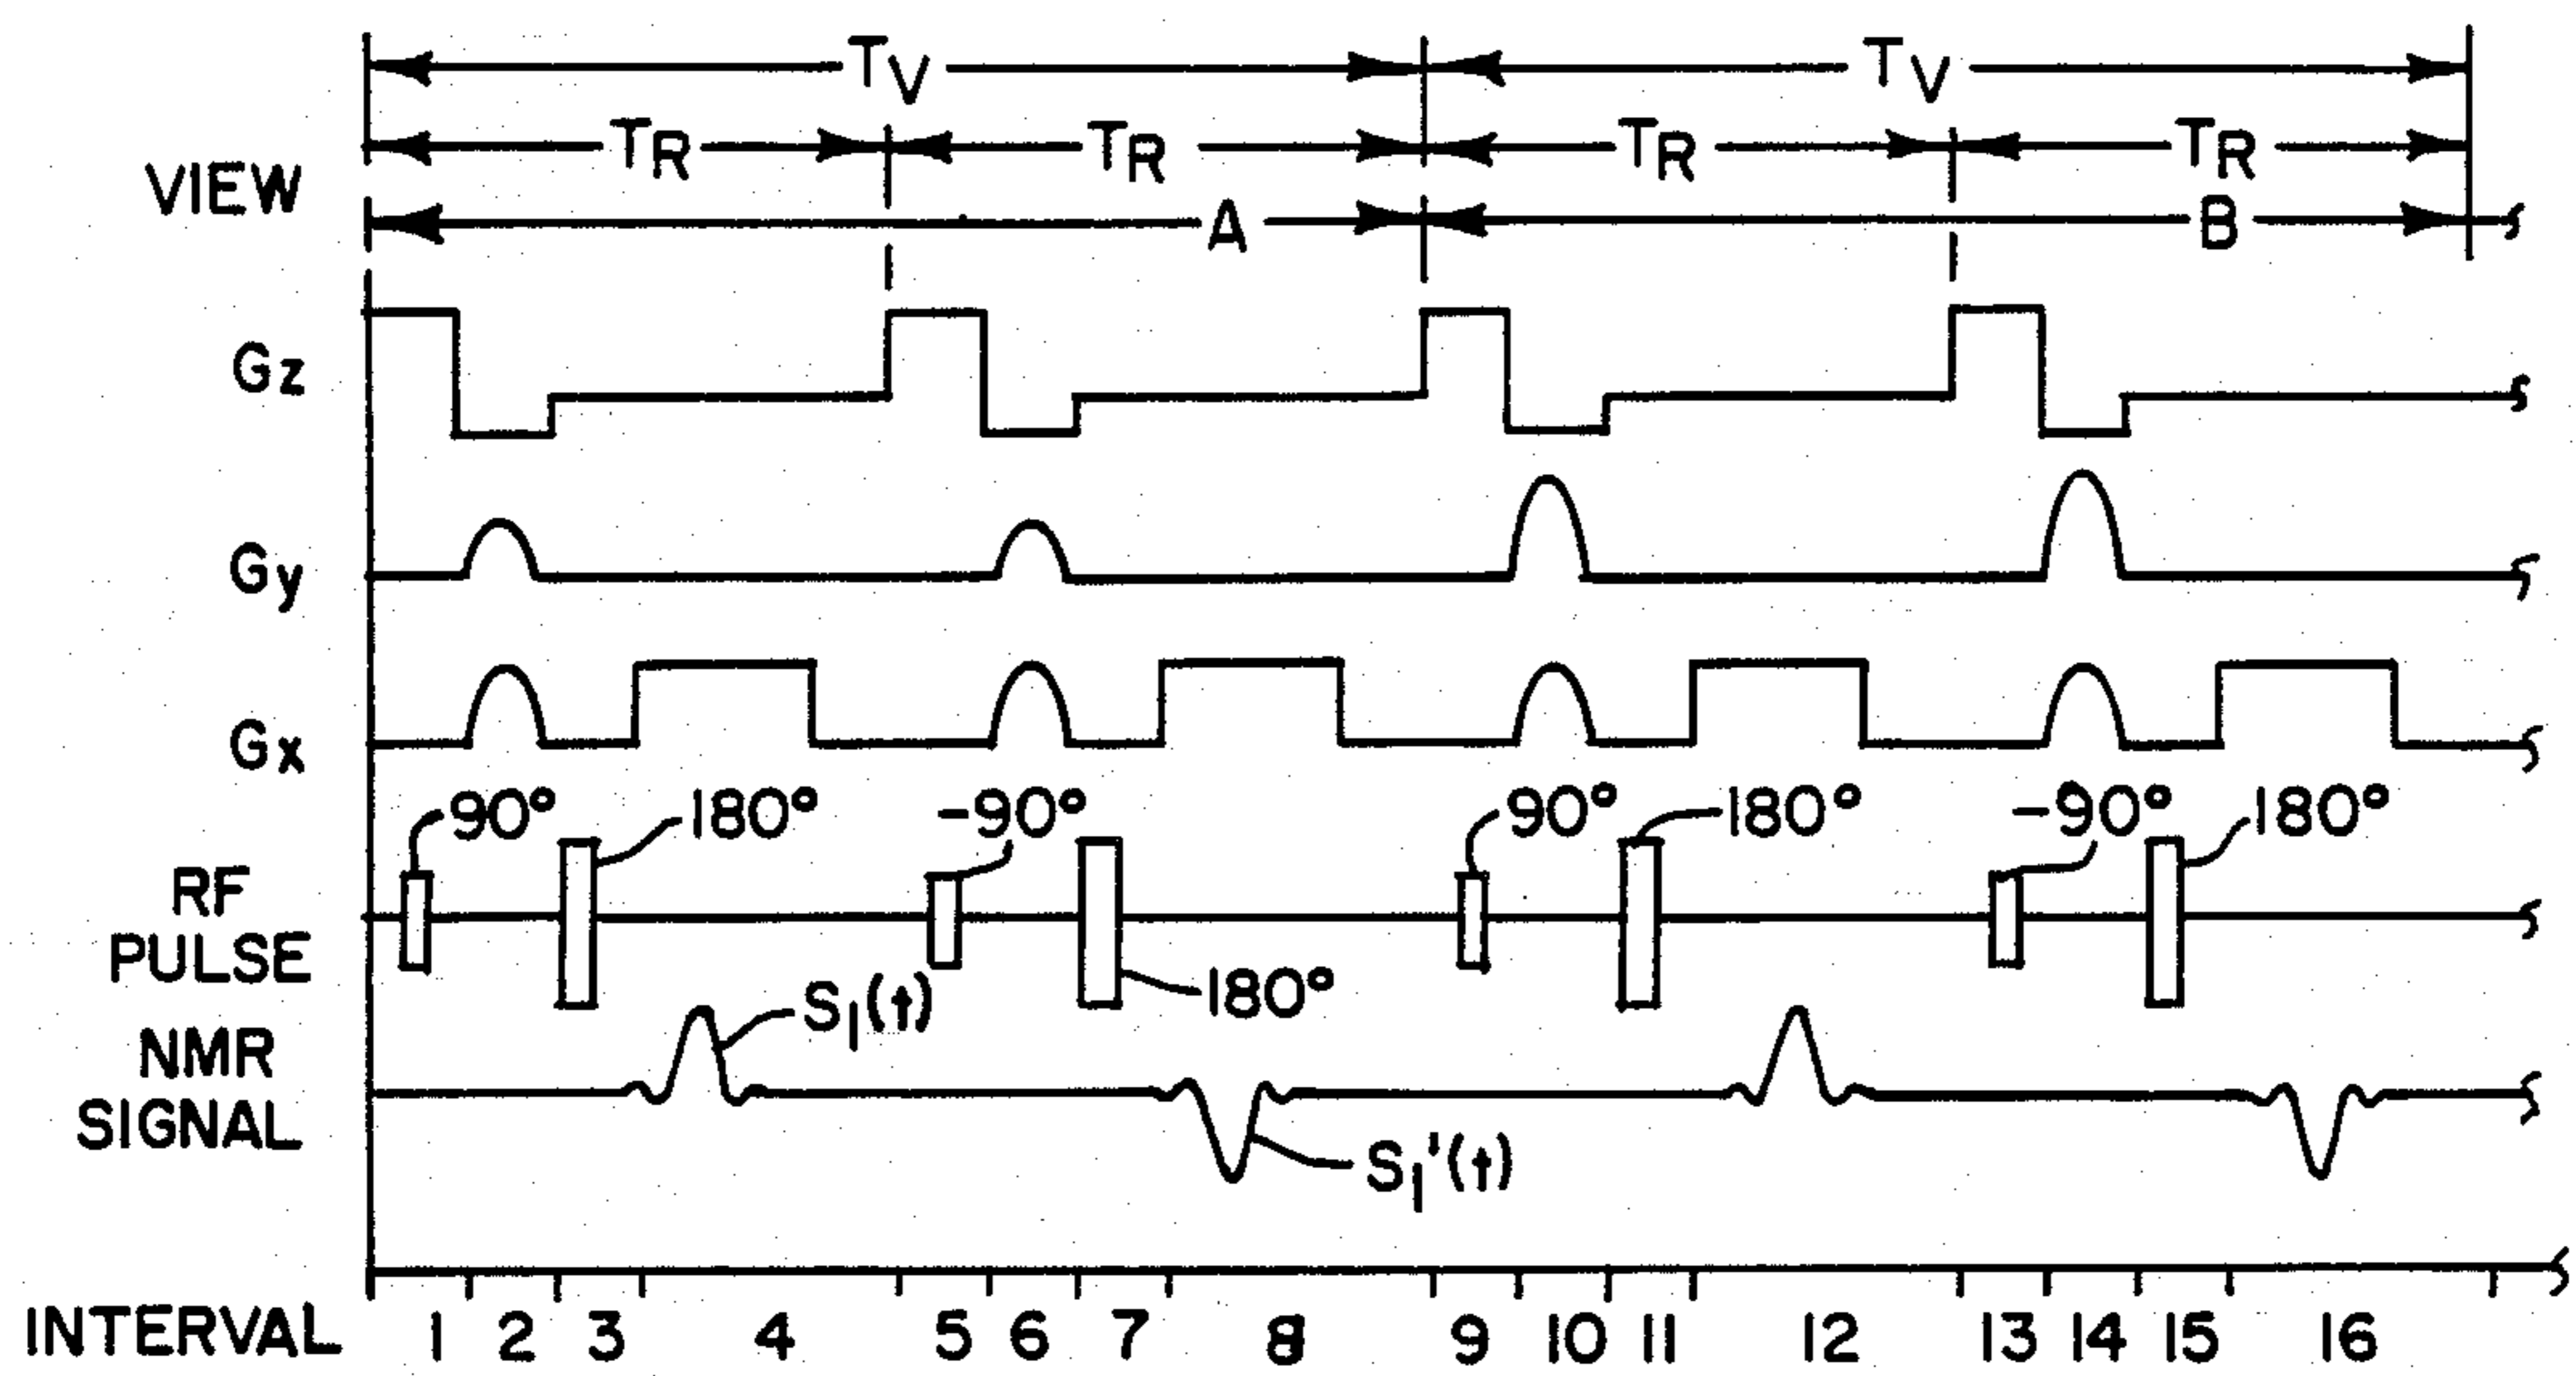 TV TV
TR TR TR TR
VIEW A B
Gz
Gy
Gx
90° 180° -90° 180° 90° 180° -90° 180°
RF
PULSE
S1(t)
NMR
SIGNAL
S1'(t)
INTERVAL 1 2 3 4 5 6 7 8 9 10 11 12 13 14 15 16